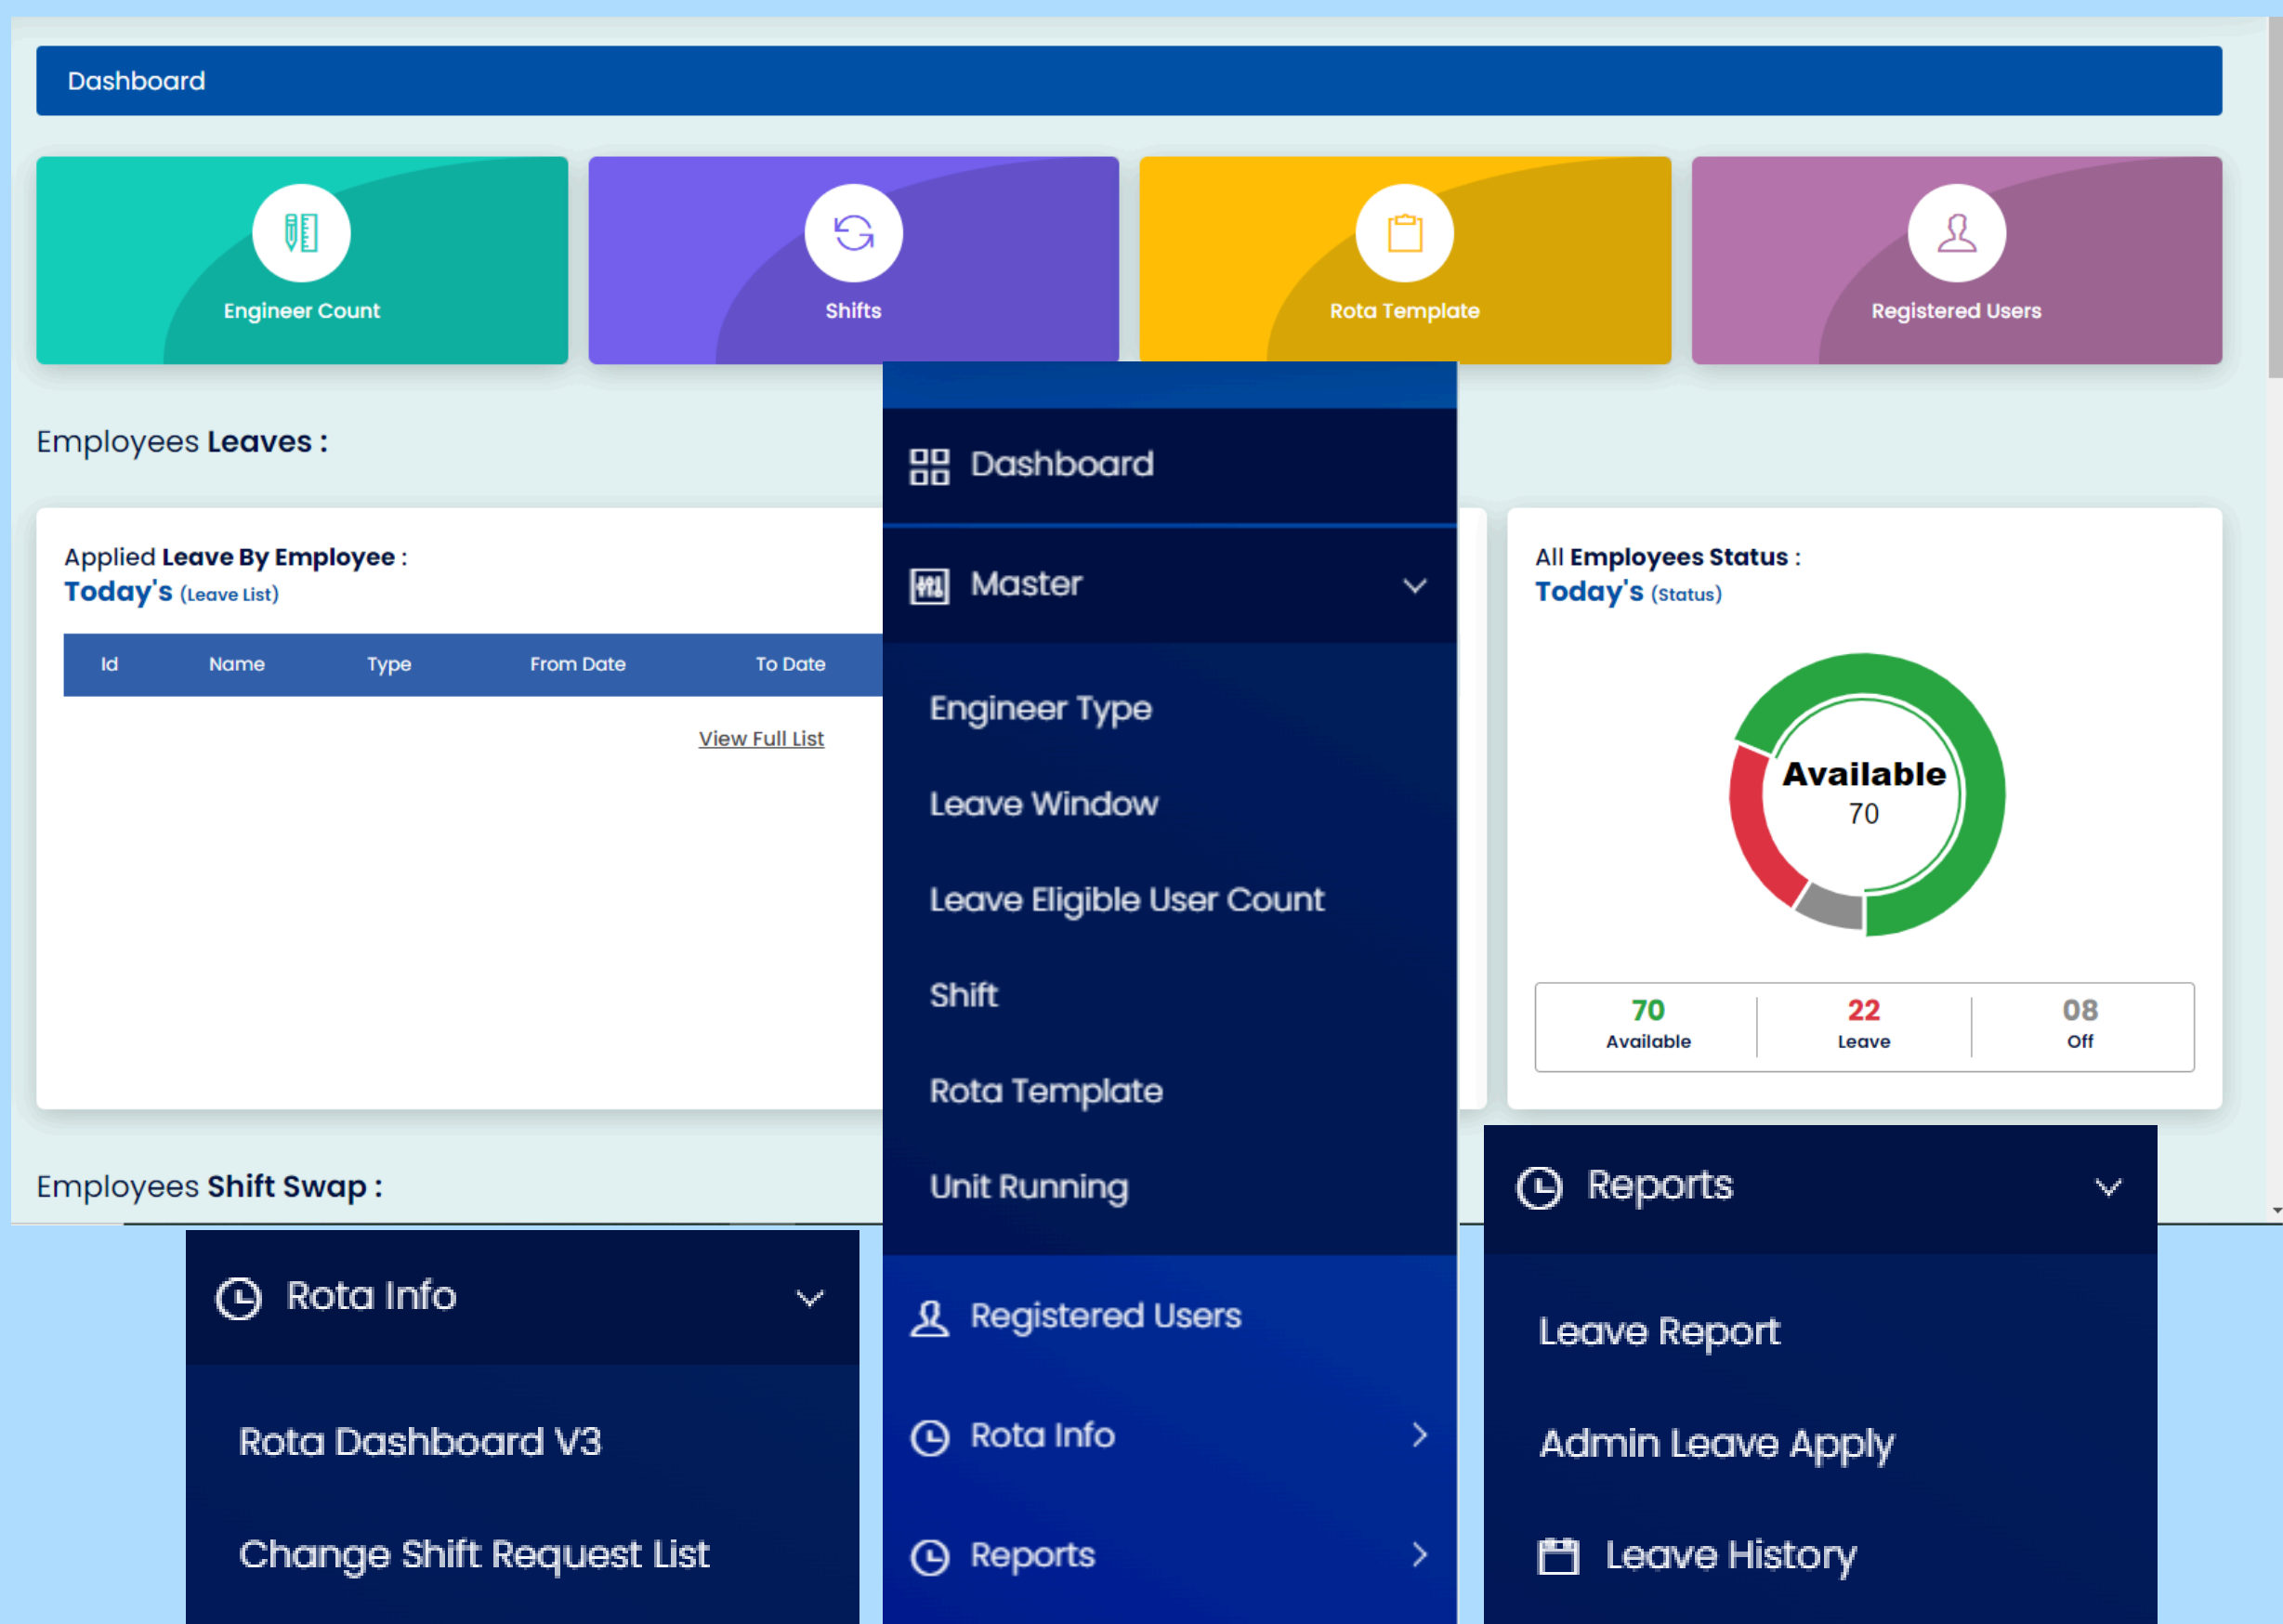 Dashboard
Engineer Count
Shifts
Rota Template
Registered Users
Employees Leaves :
Applied Leave By Employee :
Today's (Leave List)
Id Name Type From Date To Date
View Full List
Dashboard
Master
Engineer Type
Leave Window
Leave Eligible User Count
Shift
Rota Template
Unit Running
Registered Users
Rota Info
Reports
All Employees Status :
Today's (Status)
Available
70
70 22 08
Available Leave Off
Employees Shift Swap :
Rota Info
Rota Dashboard V3
Change Shift Request List
Reports
Leave Report
Admin Leave Apply
Leave History